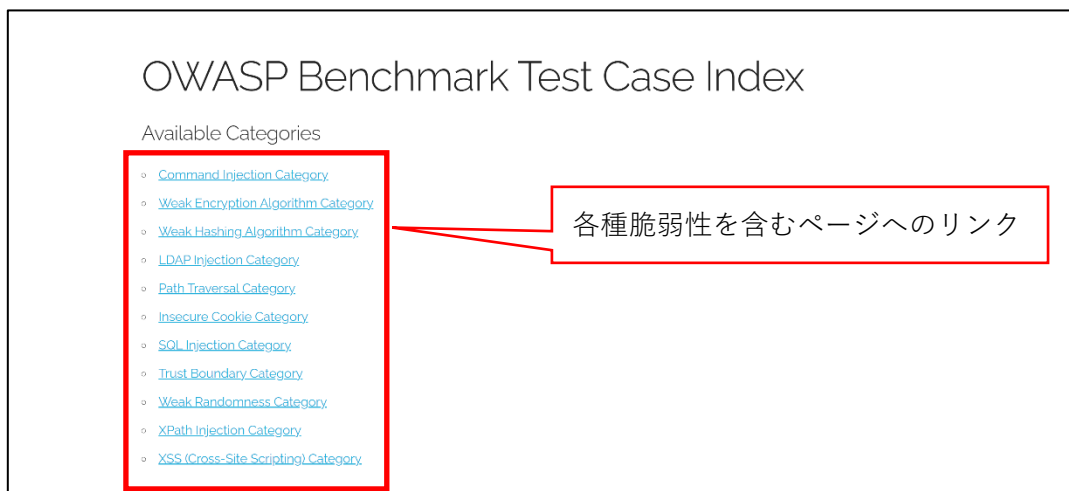 OWASP Benchmark Test Case Index
Available Categories
Command Injection Category
Weak Encryption Algorithm Category
Weak Hashing Algorithm Category
LDAP Injection Category
Path Traversal Category
Insecure Cookie Category
SQL Injection Category
Trust Boundary Category
Weak Randomness Category
XPath Injection Category
XSS (Cross-Site Scripting) Category
各種脆弱性を含むページへのリンク